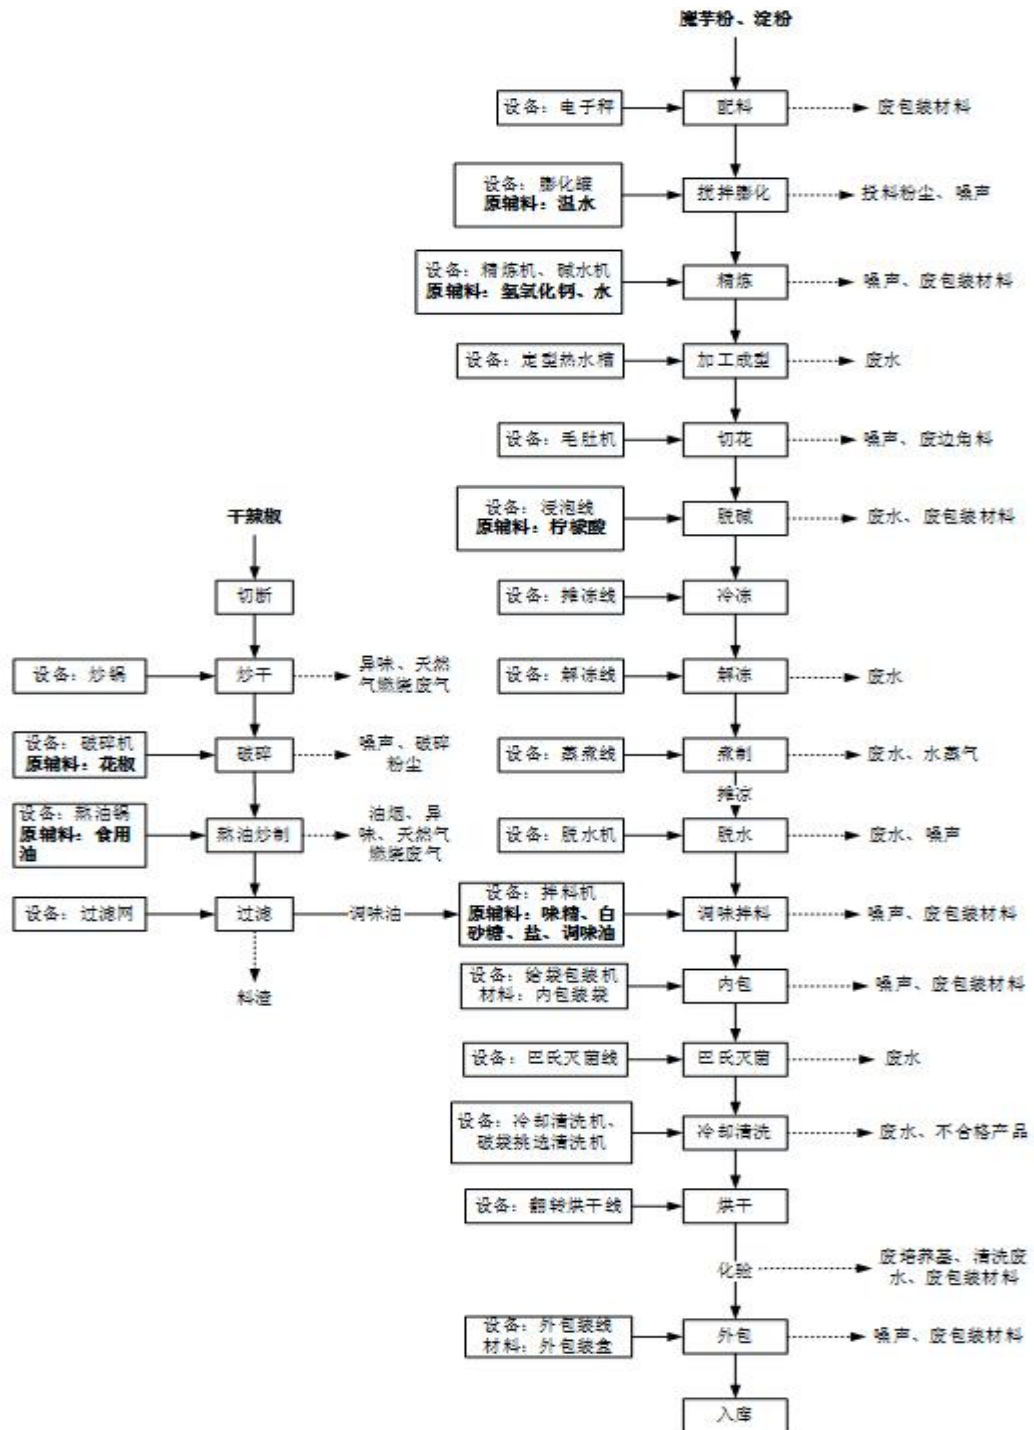 魔芋粉、淀粉
设备：电子秤
配料
废包装材料
设备：膨化罐
原辅料：温水
搅拌膨化
投料粉尘、噪声
设备：精炼机、碱水机
原辅料：氢氧化钙、水
精炼
噪声、废包装材料
设备：定型热水槽
加工成型
废水
设备：毛肚机
切花
噪声、废边角料
干辣椒
设备：浸泡线
原辅料：柠檬酸
脱碱
废水、废包装材料
切断
设备：摊冻线
冷冻
设备：炒锅
炒干
异味、天然
气燃烧废气
设备：解冻线
解冻
废水
设备：破碎机
原辅料：花椒
破碎
噪声、破碎
粉尘
设备：蒸煮线
煮制
废水、水蒸气
摊凉
设备：熬油锅
原辅料：食用
油
熬油炒制
油烟、异
味、天然气
燃烧废气
设备：脱水机
脱水
废水、噪声
设备：过滤网
过滤
调味油
设备：拌料机
原辅料：味精、白
砂糖、盐、调味油
调味拌料
噪声、废包装材料
料渣
设备：给袋包装机
材料：内包装袋
内包
噪声、废包装材料
设备：巴氏灭菌线
巴氏灭菌
废水
设备：冷却清洗机、
破袋挑选清洗机
冷却清洗
废水、不合格产品
设备：翻转烘干线
烘干
化验
废培养基、清洗废
水、废包装材料
设备：外包装线
材料：外包装盒
外包
噪声、废包装材料
入库